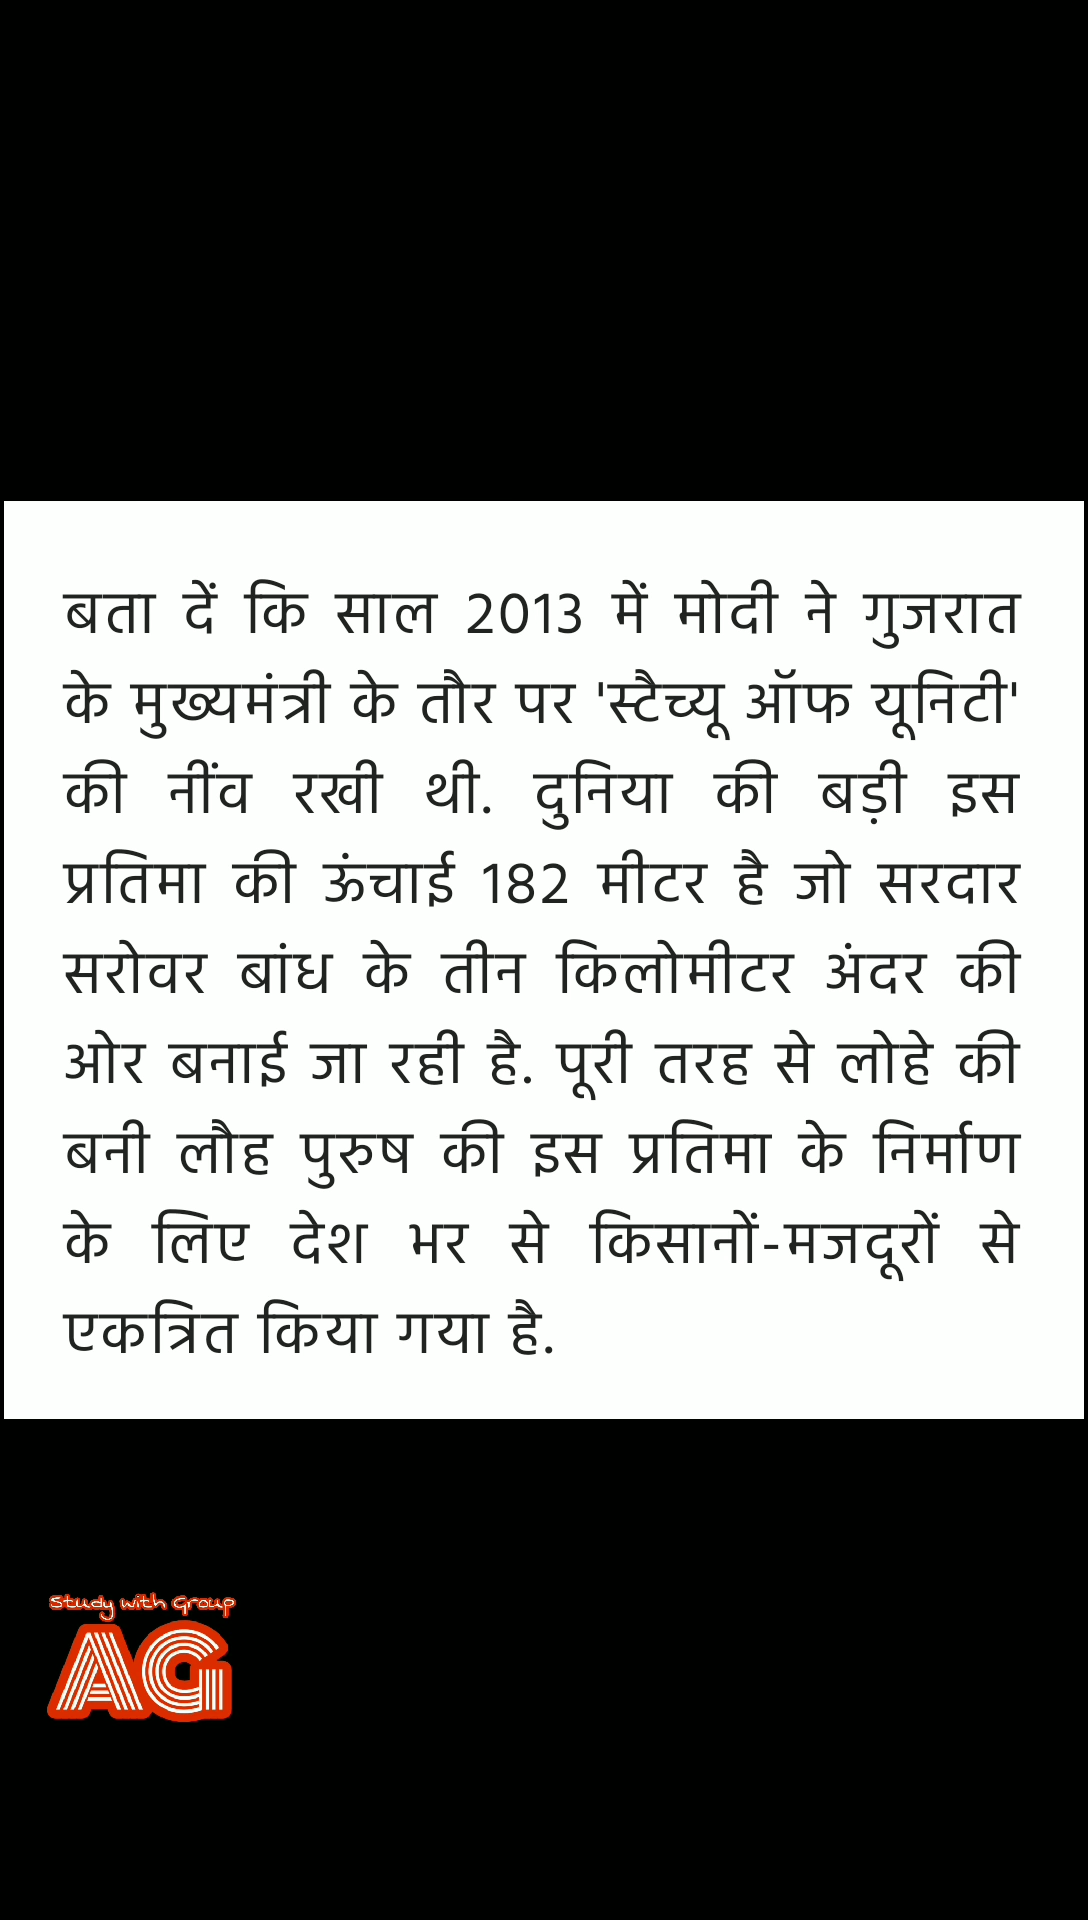 बता दें कि साल 2013 में मोदी ने गुजरात
के मुख्यमंत्री के तौर पर 'स्टैच्यू ऑफ यूनिटी'
की नींव रखी थी. दुनिया की बड़ी इस
प्रतिमा की ऊंचाई 182 मीटर है जो सरदार
सरोवर बांध के तीन किलोमीटर अंदर की
ओर बनाई जा रही है. पूरी तरह से लोहे की
बनी लौह पुरुष की इस प्रतिमा के निर्माण
के लिए देश भर से किसानों-मजदूरों से
एकत्रित किया गया है.
Study with Group
AG